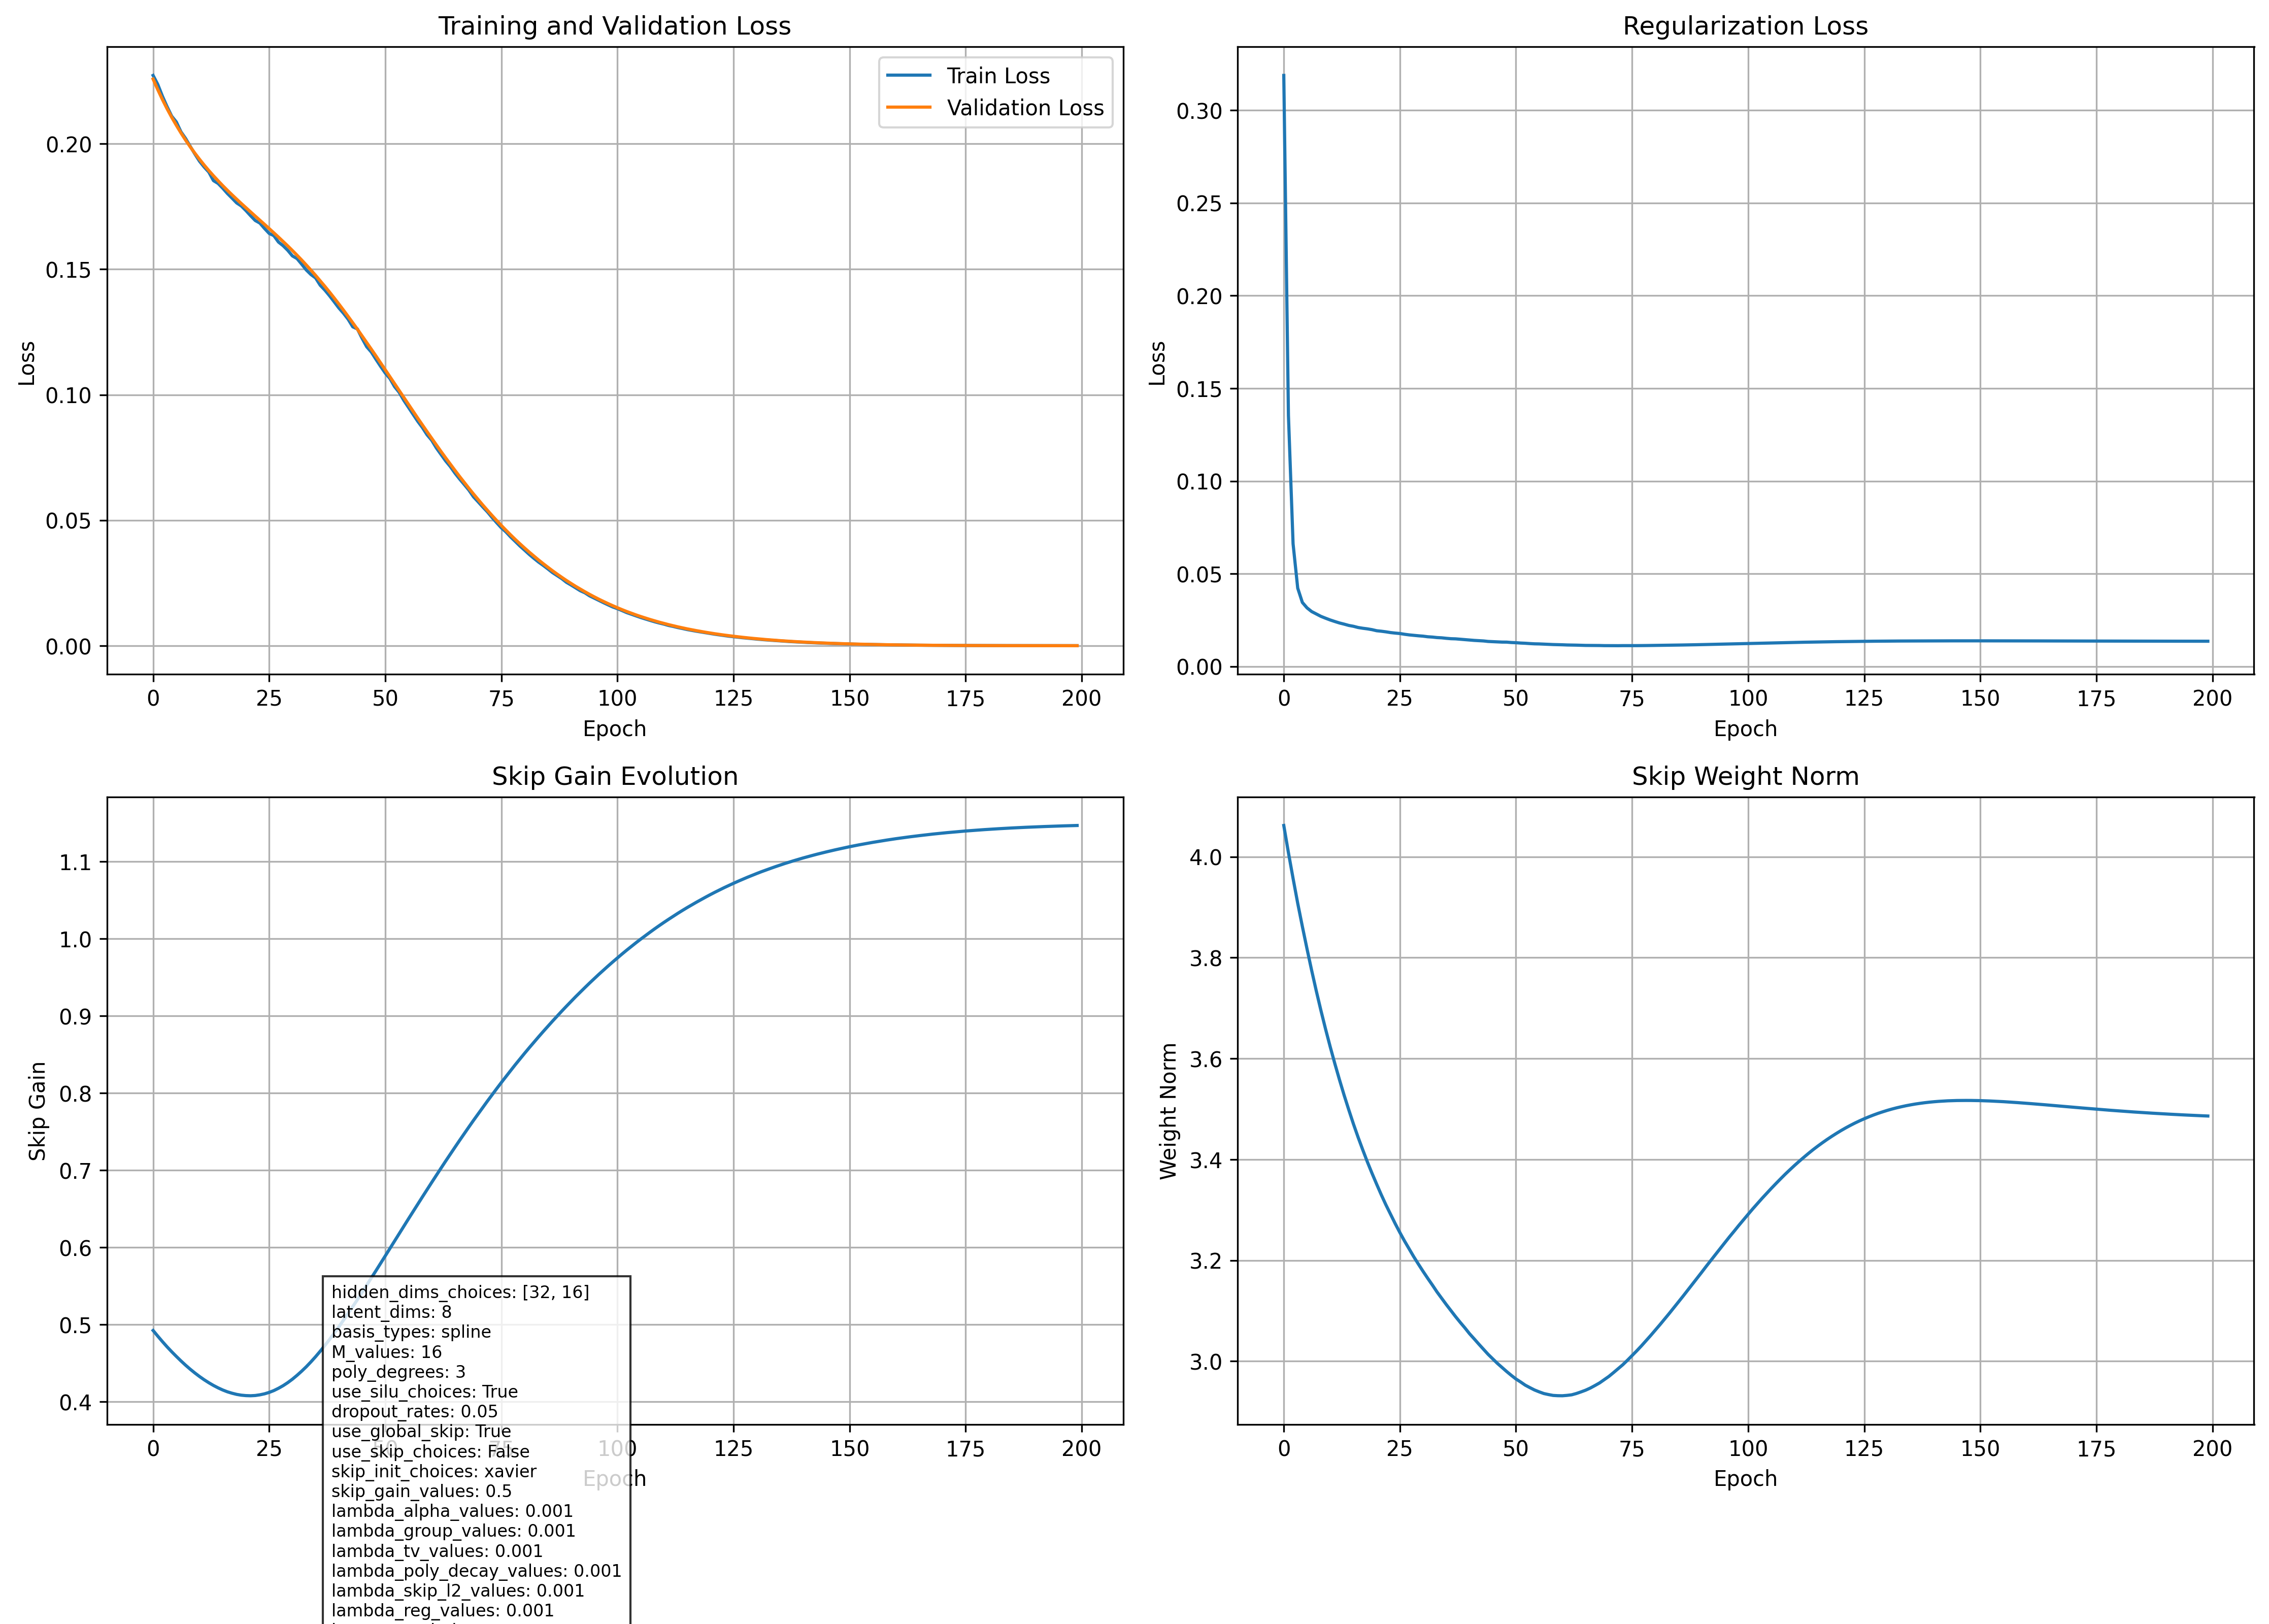 Training and Validation Loss
Train Loss
Validation Loss
0.20
0.15
0.10
0.05
0.00
Loss
0 25 50 75 100 125 150 175 200
Epoch
Regularization Loss
0.30
0.25
0.20
0.15
0.10
0.05
0.00
Loss
0 25 50 75 100 125 150 175 200
Epoch
Skip Gain Evolution
1.1
1.0
0.9
0.8
0.7
0.6
0.5
0.4
Skip Gain
0 25 50 75 100 125 150 175 200
Epoch
hidden_dims_choices: [32, 16]
latent_dims: 8
basis_types: spline
M_values: 16
poly_degrees: 3
use_silu_choices: True
dropout_rates: 0.05
use_global_skip: True
use_skip_choices: False
skip_init_choices: xavier
skip_gain_values: 0.5
lambda_alpha_values: 0.001
lambda_group_values: 0.001
lambda_tv_values: 0.001
lambda_poly_decay_values: 0.001
lambda_skip_l2_values: 0.001
lambda_reg_values: 0.001
Skip Weight Norm
4.0
3.8
3.6
3.4
3.2
3.0
Weight Norm
0 25 50 75 100 125 150 175 200
Epoch